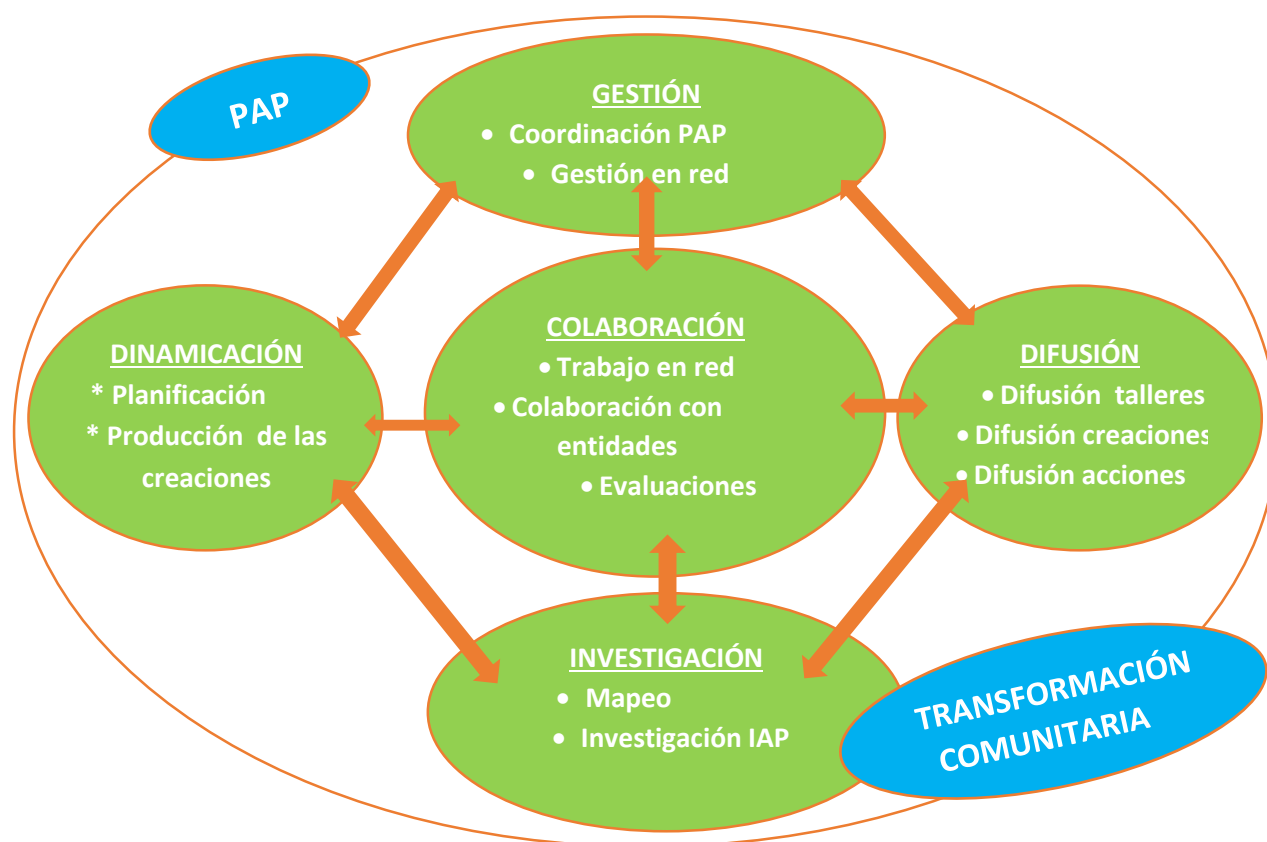 PAP
GESTIÓN
• Coordinación PAP
• Gestión en red
DINAMICACIÓN
* Planificación
* Producción de las
creaciones
COLABORACIÓN
• Trabajo en red
• Colaboración con
entidades
• Evaluaciones
DIFUSIÓN
• Difusión talleres
• Difusión creaciones
• Difusión acciones
INVESTIGACIÓN
• Mapeo
• Investigación IAP
TRANSFORMACIÓN
COMUNITARIA